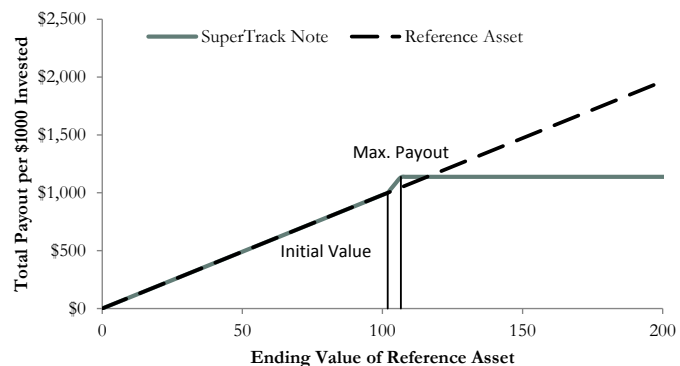 $2,500
SuperTrack Note
Reference Asset
$2,000
$1,500
Max. Payout
$1,000
Initial Value
$500
$0
0
50
100
150
200
Total Payout per $1000 Invested
Ending Value of Reference Asset